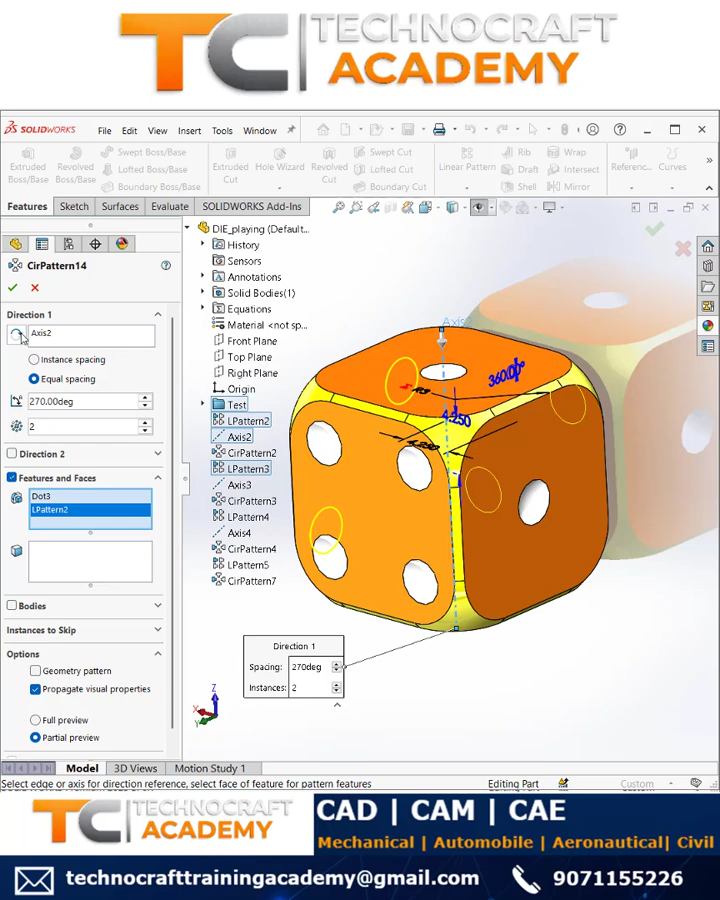 TC TECHNOCRAFT
ACADEMY
SOLIDWORKS File Edit View Insert Tools Window
Extruded Boss/Base
Revolved Boss/Base
Swept Boss/Base
Lofted Boss/Base
Boundary Boss/Base
Extruded Cut
Hole Wizard
Revolved Cut
Swept Cut
Lofted Cut
Boundary Cut
Linear Pattern
Rib
Draft
Shell
Wrap
Intersect
Mirror
Referenc...
Curves
Features Sketch Surfaces Evaluate SOLIDWORKS Add-Ins
CirPattern14
Direction 1
Axis2
Instance spacing
Equal spacing
270.00deg
2
Direction 2
Features and Faces
Dot3
LPattern2
Bodies
Instances to Skip
Options
Geometry pattern
Propagate visual properties
Full preview
Partial preview
DIE_playing (Default...
History
Sensors
Annotations
Solid Bodies(1)
Equations
Material <not sp...
Front Plane
Top Plane
Right Plane
Origin
Test
LPattern2
Axis2
CirPattern2
LPattern3
Axis3
CirPattern3
LPattern4
Axis4
CirPattern4
LPattern5
CirPattern7
Direction 1
Spacing: 270deg
Instances: 2
Z
X
Y
Model 3D Views Motion Study 1
Select edge or axis for direction reference, select face of feature for pattern features Editing Part Custom
TC TECHNOCRAFT
ACADEMY
CAD | CAM | CAE
Mechanical | Automobile | Aeronautical| Civil
technocrafttrainingacademy@gmail.com 9071155226